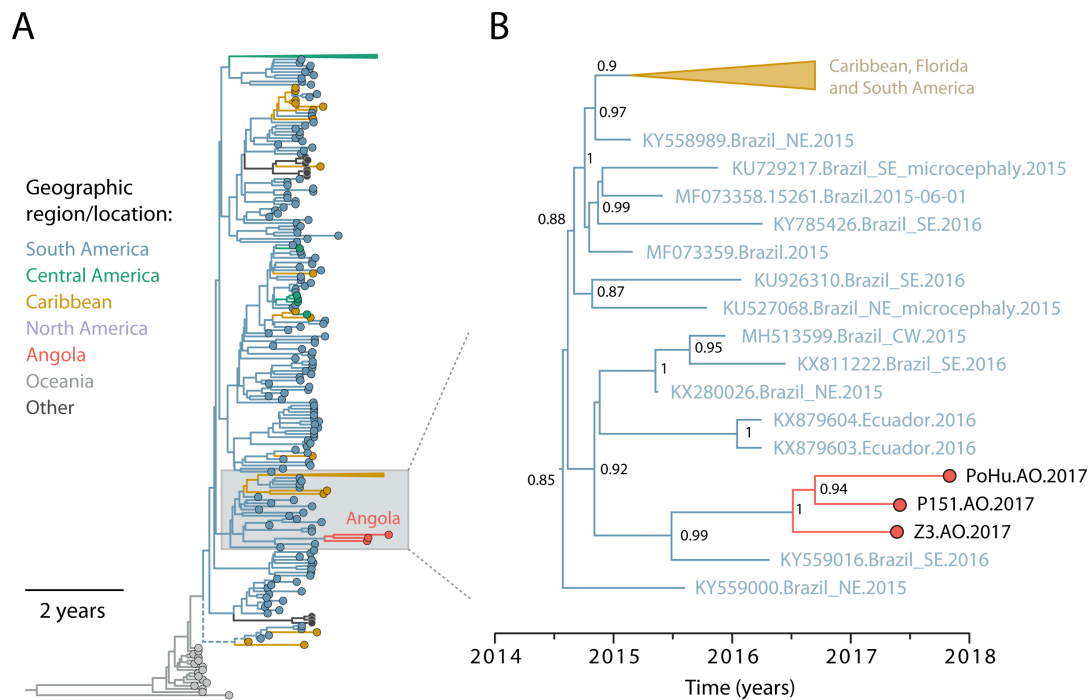 A
Geographic
region/location:
South America
Central America
Caribbean
North America
Angola
Oceania
Other
2 years
Angola
B
0.9
Caribbean, Florida
and South America
0.97
KY558989.Brazil_NE.2015
1
KU729217.Brazil_SE_microcephaly.2015
MF073358.15261.Brazil.2015-06-01
0.99
KY785426.Brazil_SE.2016
0.88
MF073359.Brazil.2015
KU926310.Brazil_SE.2016
0.87
KU527068.Brazil_NE_microcephaly.2015
MH513599.Brazil_CW.2015
0.95
KX811222.Brazil_SE.2016
1
KX280026.Brazil_NE.2015
KX879604.Ecuador.2016
1
KX879603.Ecuador.2016
0.85
0.92
PoHu.AO.2017
0.94
P151.AO.2017
1
Z3.AO.2017
0.99
KY559016.Brazil_SE.2016
KY559000.Brazil_NE.2015
2014 2015 2016 2017 2018
Time (years)